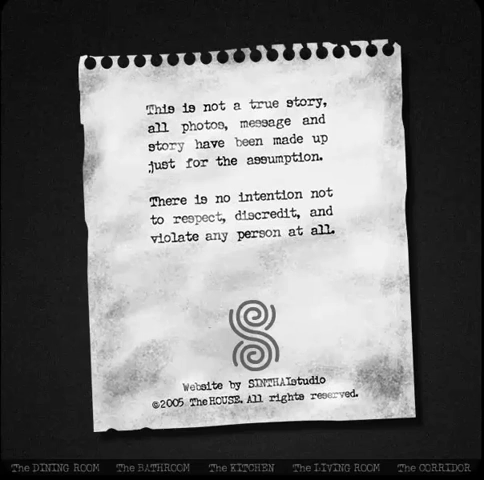 This is not a true story,
all photos, message and
story have been made up
just for the assumption.
There is no intention not
to respect, discredit, and
violate any person at all.
Website by SINTHAIstudio
©2005 TheHOUSE. All rights reserved.
The DINING ROOM The BATHROOM The KITCHEN The LIVING ROOM The CORRIDOR